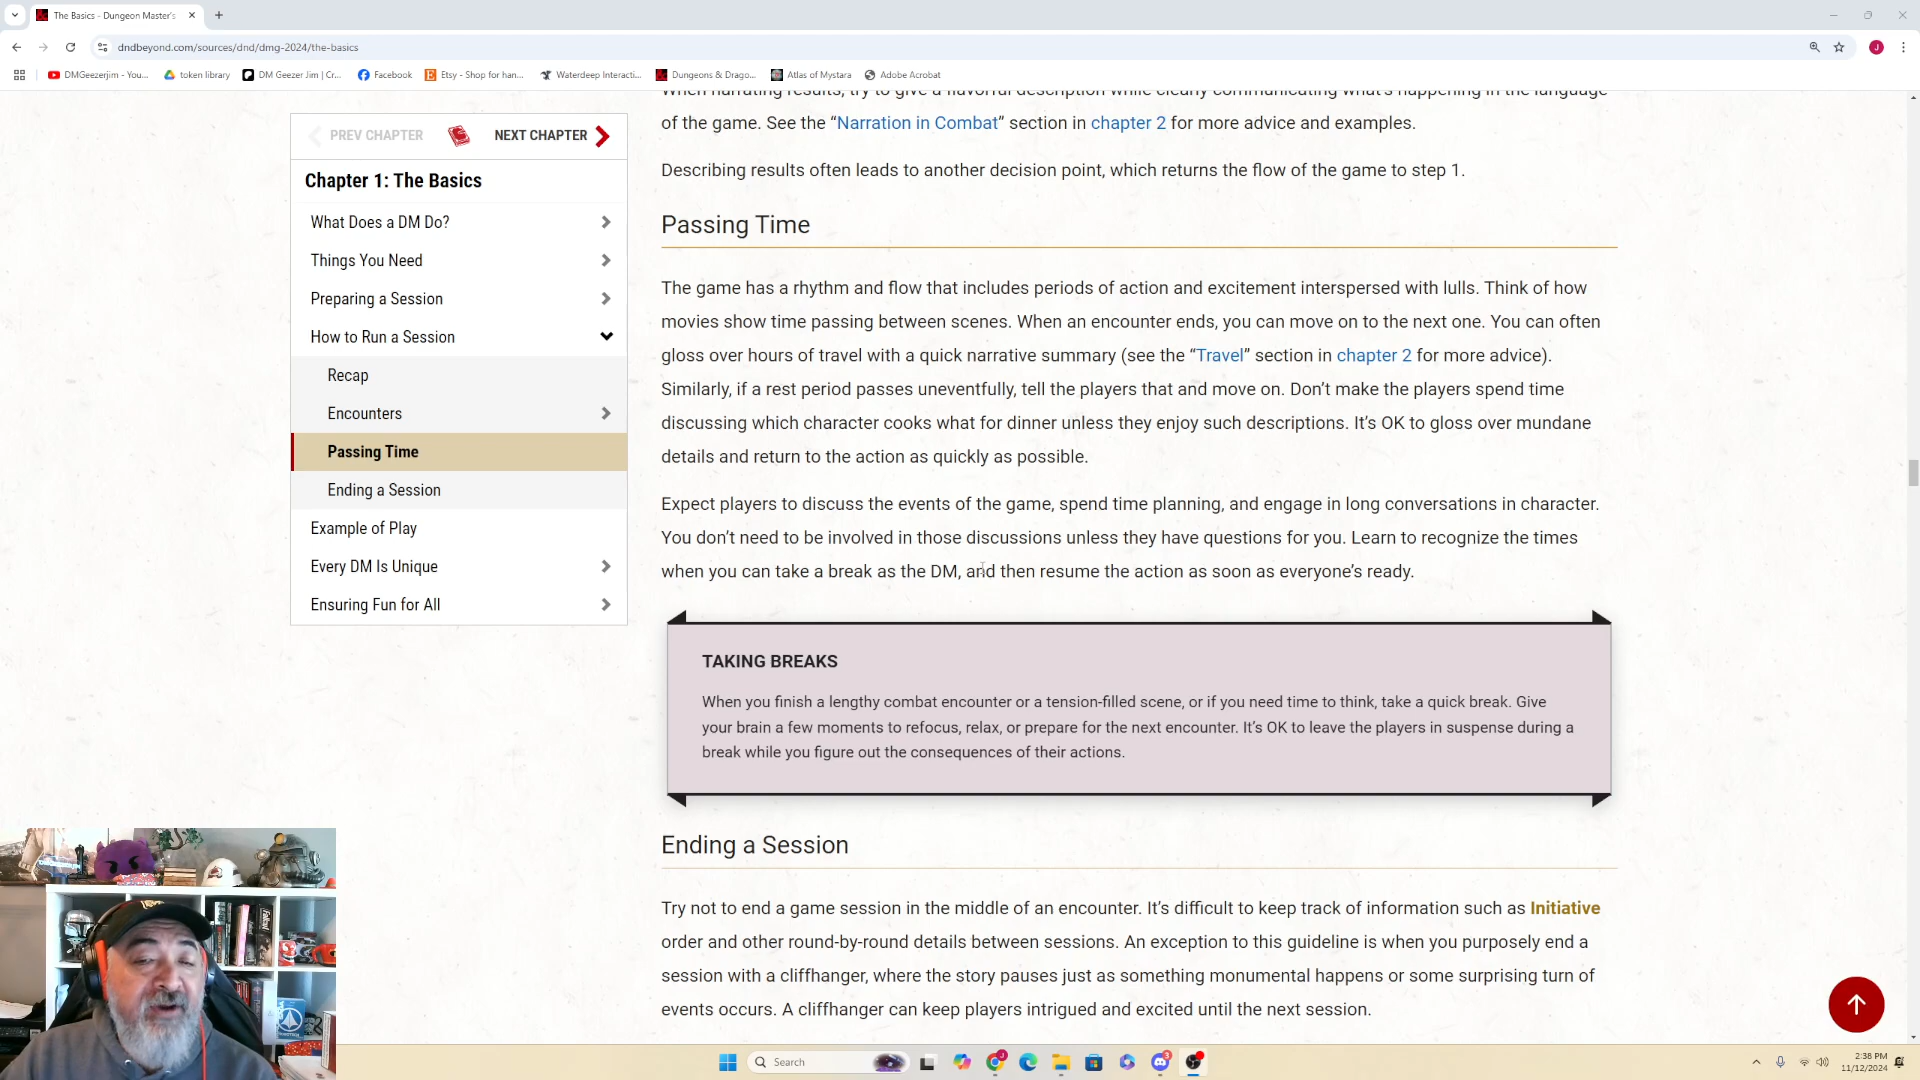 The Basics - Dungeon Master's
dndbeyond.com/sources/dnd/dmg-2024/the-basics
DMGeezerjim - You...
token library
DM Geezer Jim | Cr...
Facebook
Etsy - Shop for han...
Waterdeep Interacti...
Dungeons & Drago...
Atlas of Mystara
Adobe Acrobat
PREV CHAPTER
NEXT CHAPTER
Chapter 1: The Basics
What Does a DM Do?
Things You Need
Preparing a Session
How to Run a Session
Recap
Encounters
Passing Time
Ending a Session
Example of Play
Every DM Is Unique
Ensuring Fun for All
When narrating results, try to give a flavorful description while clearly communicating what's happening in the language
of the game. See the “Narration in Combat” section in chapter 2 for more advice and examples.
Describing results often leads to another decision point, which returns the flow of the game to step 1.
Passing Time
The game has a rhythm and flow that includes periods of action and excitement interspersed with lulls. Think of how
movies show time passing between scenes. When an encounter ends, you can move on to the next one. You can often
gloss over hours of travel with a quick narrative summary (see the “Travel” section in chapter 2 for more advice).
Similarly, if a rest period passes uneventfully, tell the players that and move on. Don’t make the players spend time
discussing which character cooks what for dinner unless they enjoy such descriptions. It’s OK to gloss over mundane
details and return to the action as quickly as possible.
Expect players to discuss the events of the game, spend time planning, and engage in long conversations in character.
You don’t need to be involved in those discussions unless they have questions for you. Learn to recognize the times
when you can take a break as the DM, and then resume the action as soon as everyone’s ready.
TAKING BREAKS
When you finish a lengthy combat encounter or a tension-filled scene, or if you need time to think, take a quick break. Give
your brain a few moments to refocus, relax, or prepare for the next encounter. It’s OK to leave the players in suspense during a
break while you figure out the consequences of their actions.
Ending a Session
Try not to end a game session in the middle of an encounter. It’s difficult to keep track of information such as Initiative
order and other round-by-round details between sessions. An exception to this guideline is when you purposely end a
session with a cliffhanger, where the story pauses just as something monumental happens or some surprising turn of
events occurs. A cliffhanger can keep players intrigued and excited until the next session.
Search
2:38 PM
11/12/2024